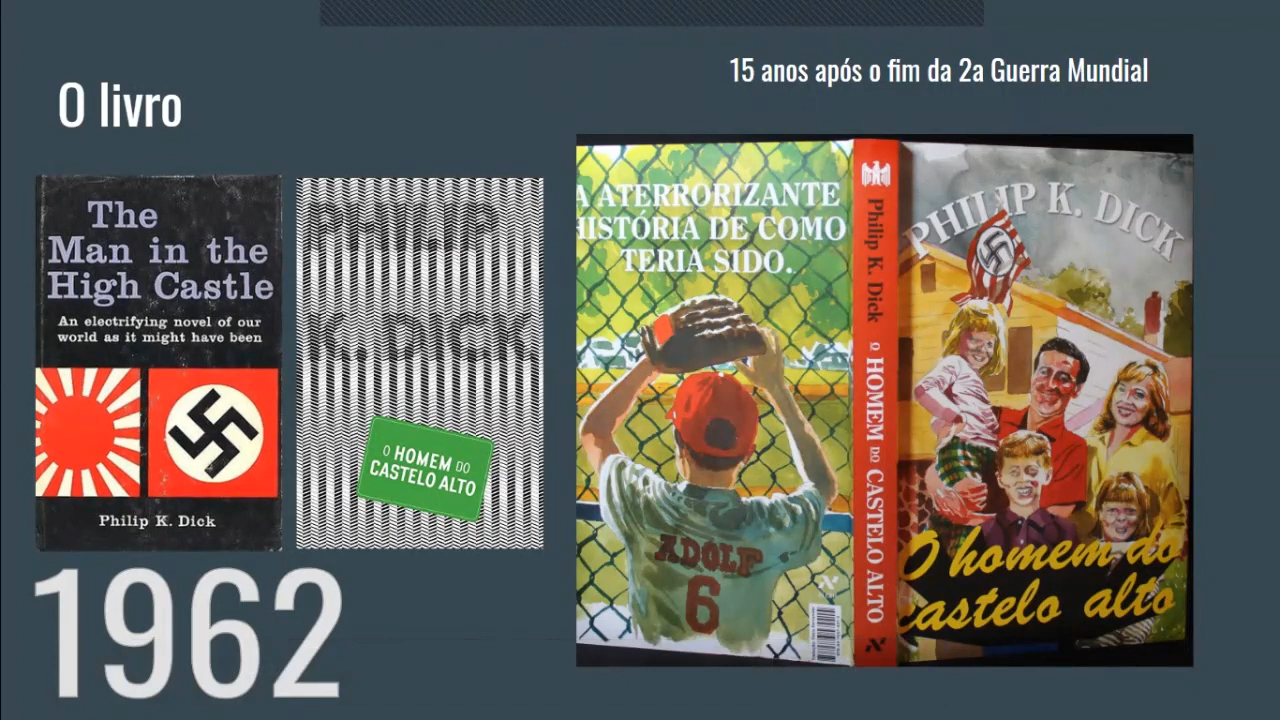 15 anos após o fim da 2a Guerra Mundial
O livro
The
Man in the
High Castle
An electrifying novel of our
world as it might have been
Philip K. Dick
PHILIP
K. DICK
O HOMEM DO
CASTELO ALTO
1962
A ATERRORIZANTE
HISTÓRIA DE COMO
TERIA SIDO.
ADOLF
6
Philip K. Dick
O HOMEM DO CASTELO ALTO
PHILIP K. DICK
O homem do
castelo alto